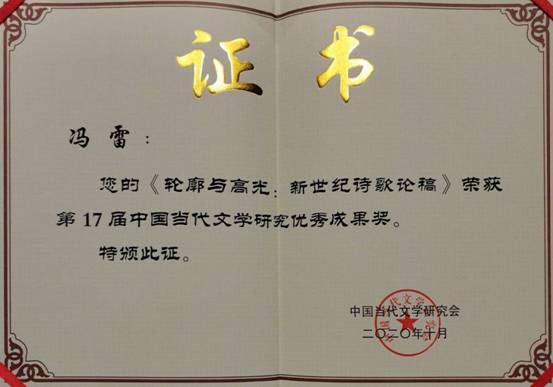 证 书
冯 雷：
您的《轮廓与高光：新世纪诗歌论稿》荣获
第17届中国当代文学研究优秀成果奖。
特颁此证。
中国当代文学研究会
二〇二〇年十月